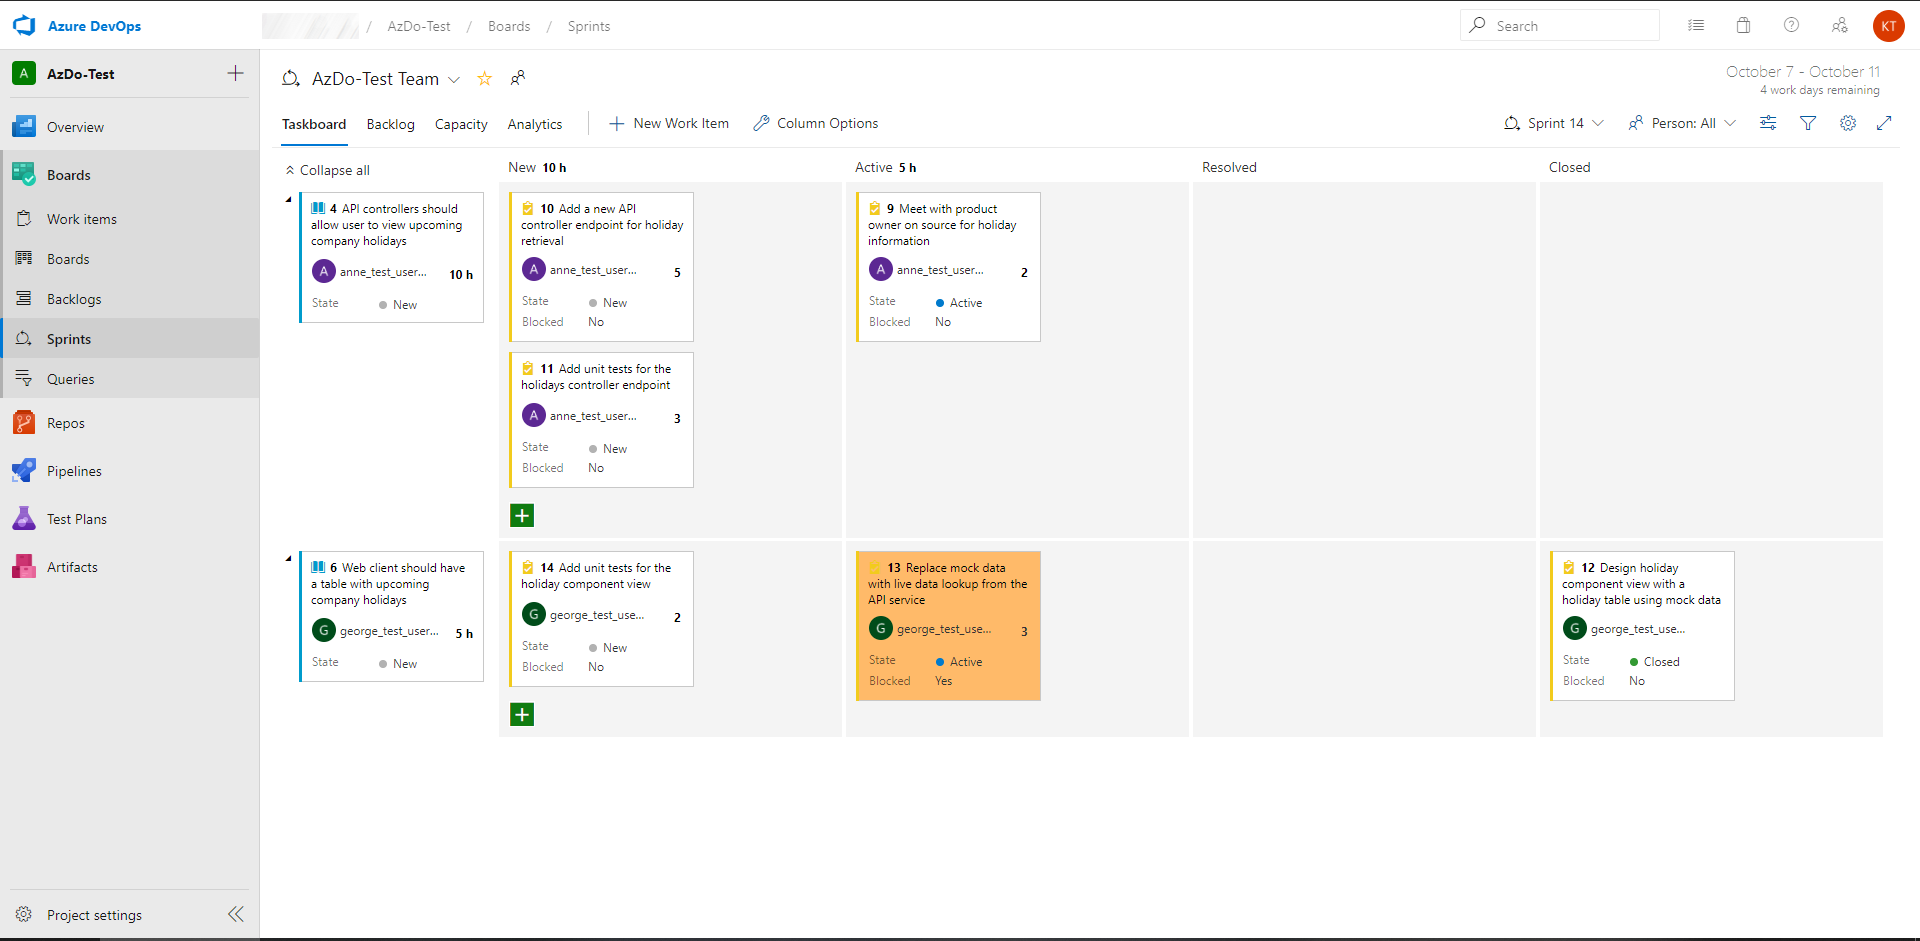 Azure DevOps
/ AzDo-Test / Boards / Sprints
Search
KT
A AzDo-Test
Overview
Boards
Work items
Boards
Backlogs
Sprints
Queries
Repos
Pipelines
Test Plans
Artifacts
Project settings
AzDo-Test Team
October 7 - October 11
4 work days remaining
Taskboard Backlog Capacity Analytics New Work Item Column Options
Sprint 14 Person: All
Collapse all
New 10 h
Active 5 h
Resolved
Closed
4 API controllers should
allow user to view upcoming
company holidays
A anne_test_user... 10 h
State New
10 Add a new API
controller endpoint for holiday
retrieval
A anne_test_user... 5
State New
Blocked No
11 Add unit tests for the
holidays controller endpoint
A anne_test_user... 3
State New
Blocked No
9 Meet with product
owner on source for holiday
information
A anne_test_user... 2
State Active
Blocked No
6 Web client should have
a table with upcoming
company holidays
G george_test_user... 5 h
State New
14 Add unit tests for the
holiday component view
G george_test_use... 2
State New
Blocked No
13 Replace mock data
with live data lookup from the
API service
G george_test_use... 3
State Active
Blocked Yes
12 Design holiday
component view with a
holiday table using mock data
G george_test_use...
State Closed
Blocked No